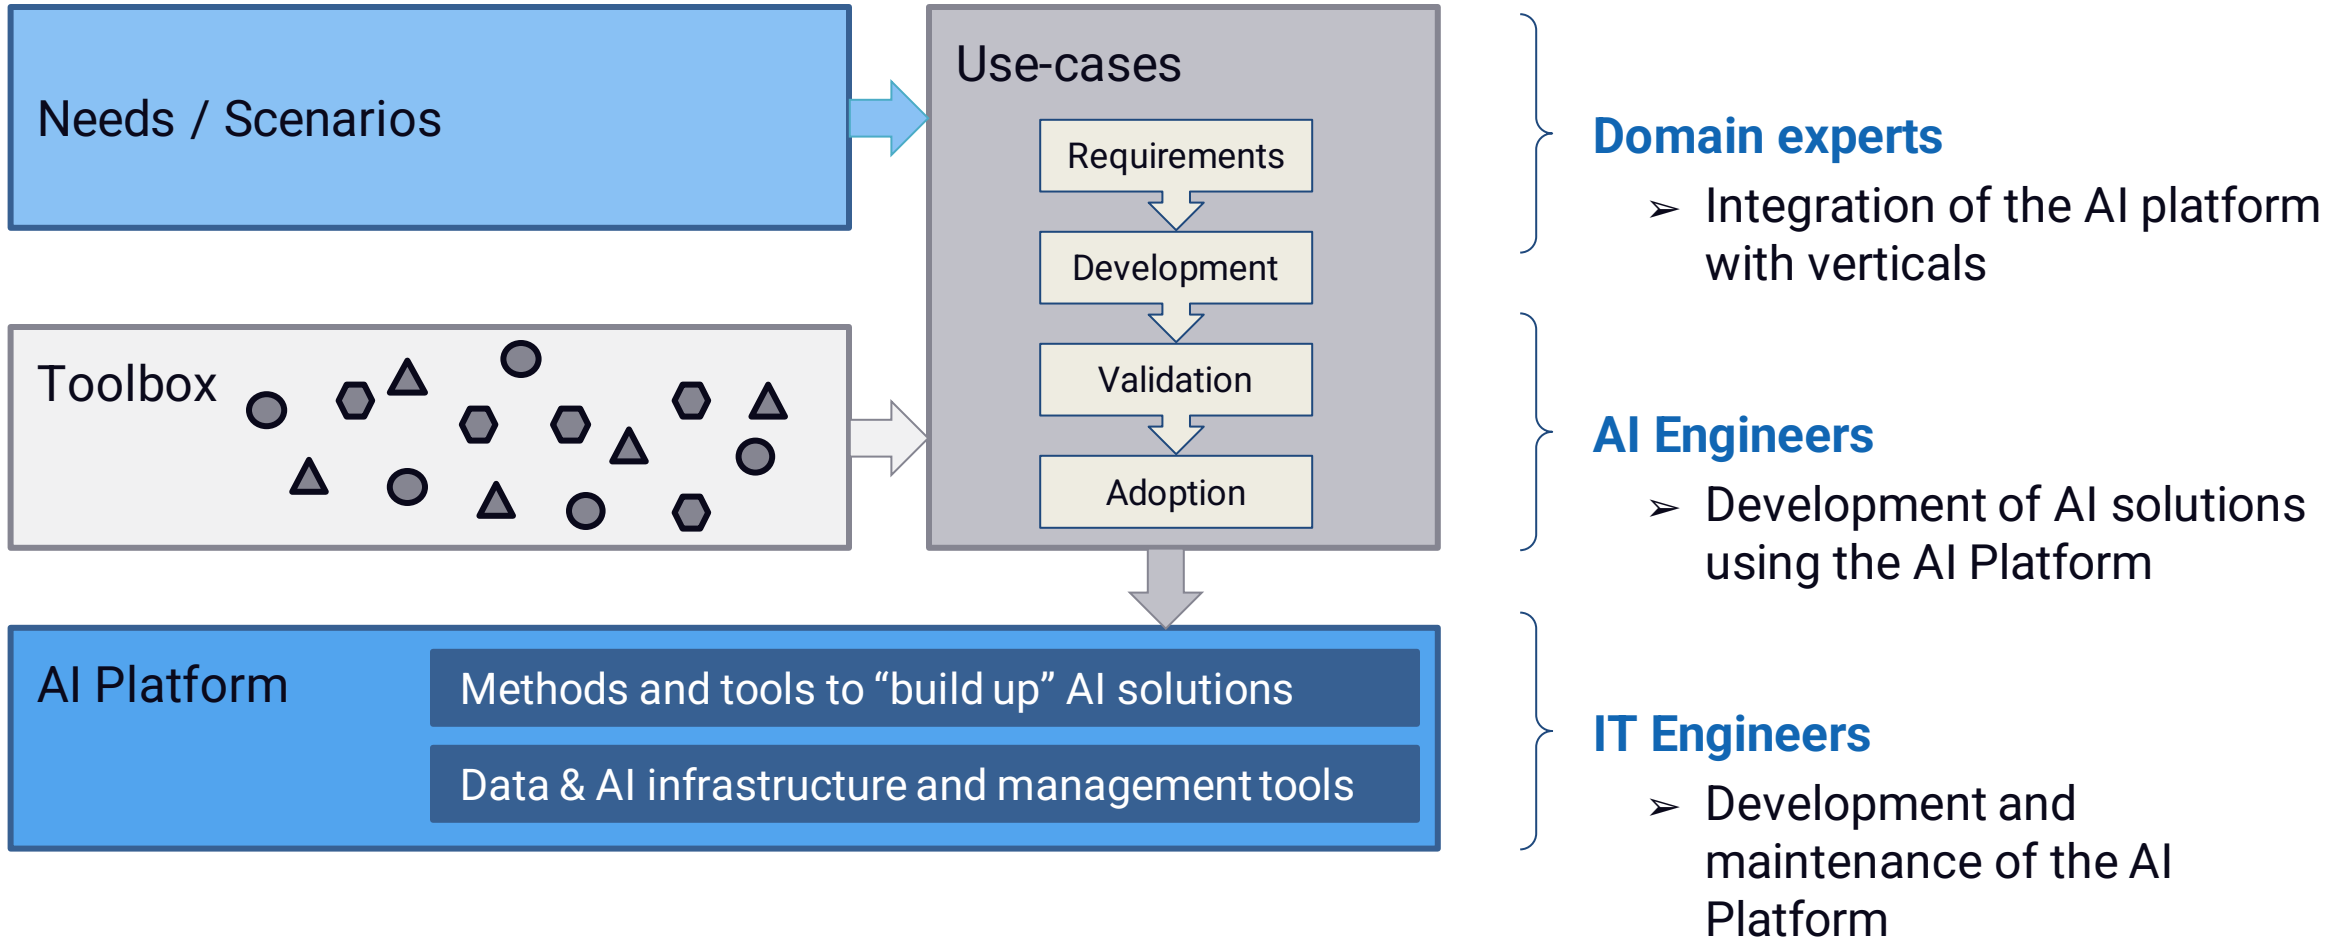 Needs / Scenarios
Use-cases
Requirements
Development
Validation
Adoption
Toolbox
AI Platform
Methods and tools to “build up” AI solutions
Data & AI infrastructure and management tools
Domain experts
➢ Integration of the AI platform
with verticals
AI Engineers
➢ Development of AI solutions
using the AI Platform
IT Engineers
➢ Development and
maintenance of the AI
Platform